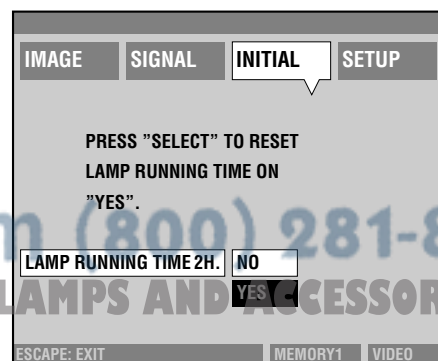 IMAGE SIGNAL INITIAL SETUP
PRESS ”SELECT” TO RESET
LAMP RUNNING TIME ON
”YES”.
m (800) 281-8
LAMP RUNNING TIME 2H. NO
LAMPS AND ACCESSOR
YES
ESCAPE: EXIT MEMORY1 VIDEO